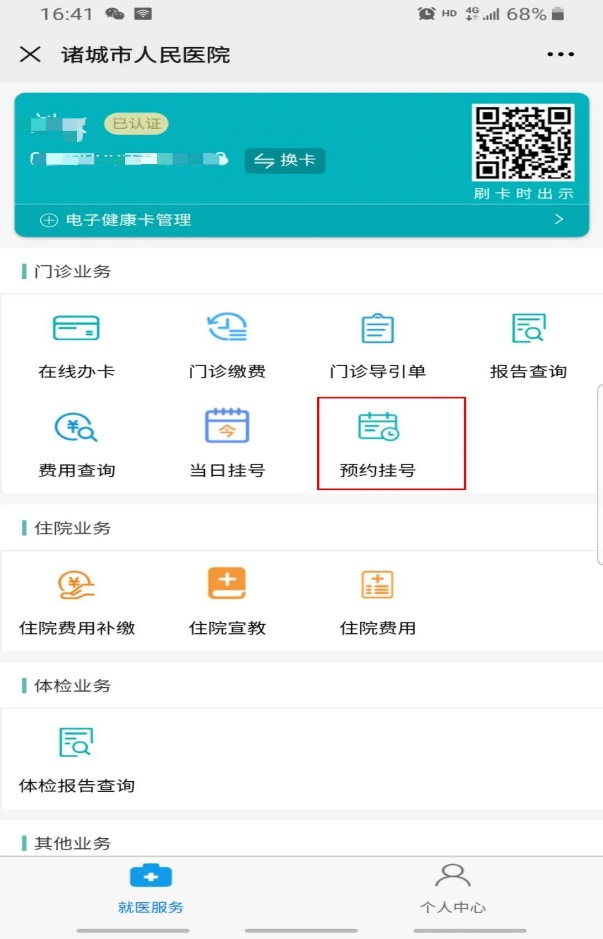 16:41 HD 4G 68%
诸城市人民医院
已认证
换卡
刷卡时出示
电子健康卡管理
门诊业务
在线办卡 门诊缴费 门诊导引单 报告查询
今
费用查询 当日挂号 预约挂号
住院业务
住院费用补缴 住院宣教 住院费用
体检业务
体检报告查询
其他业务
就医服务 个人中心